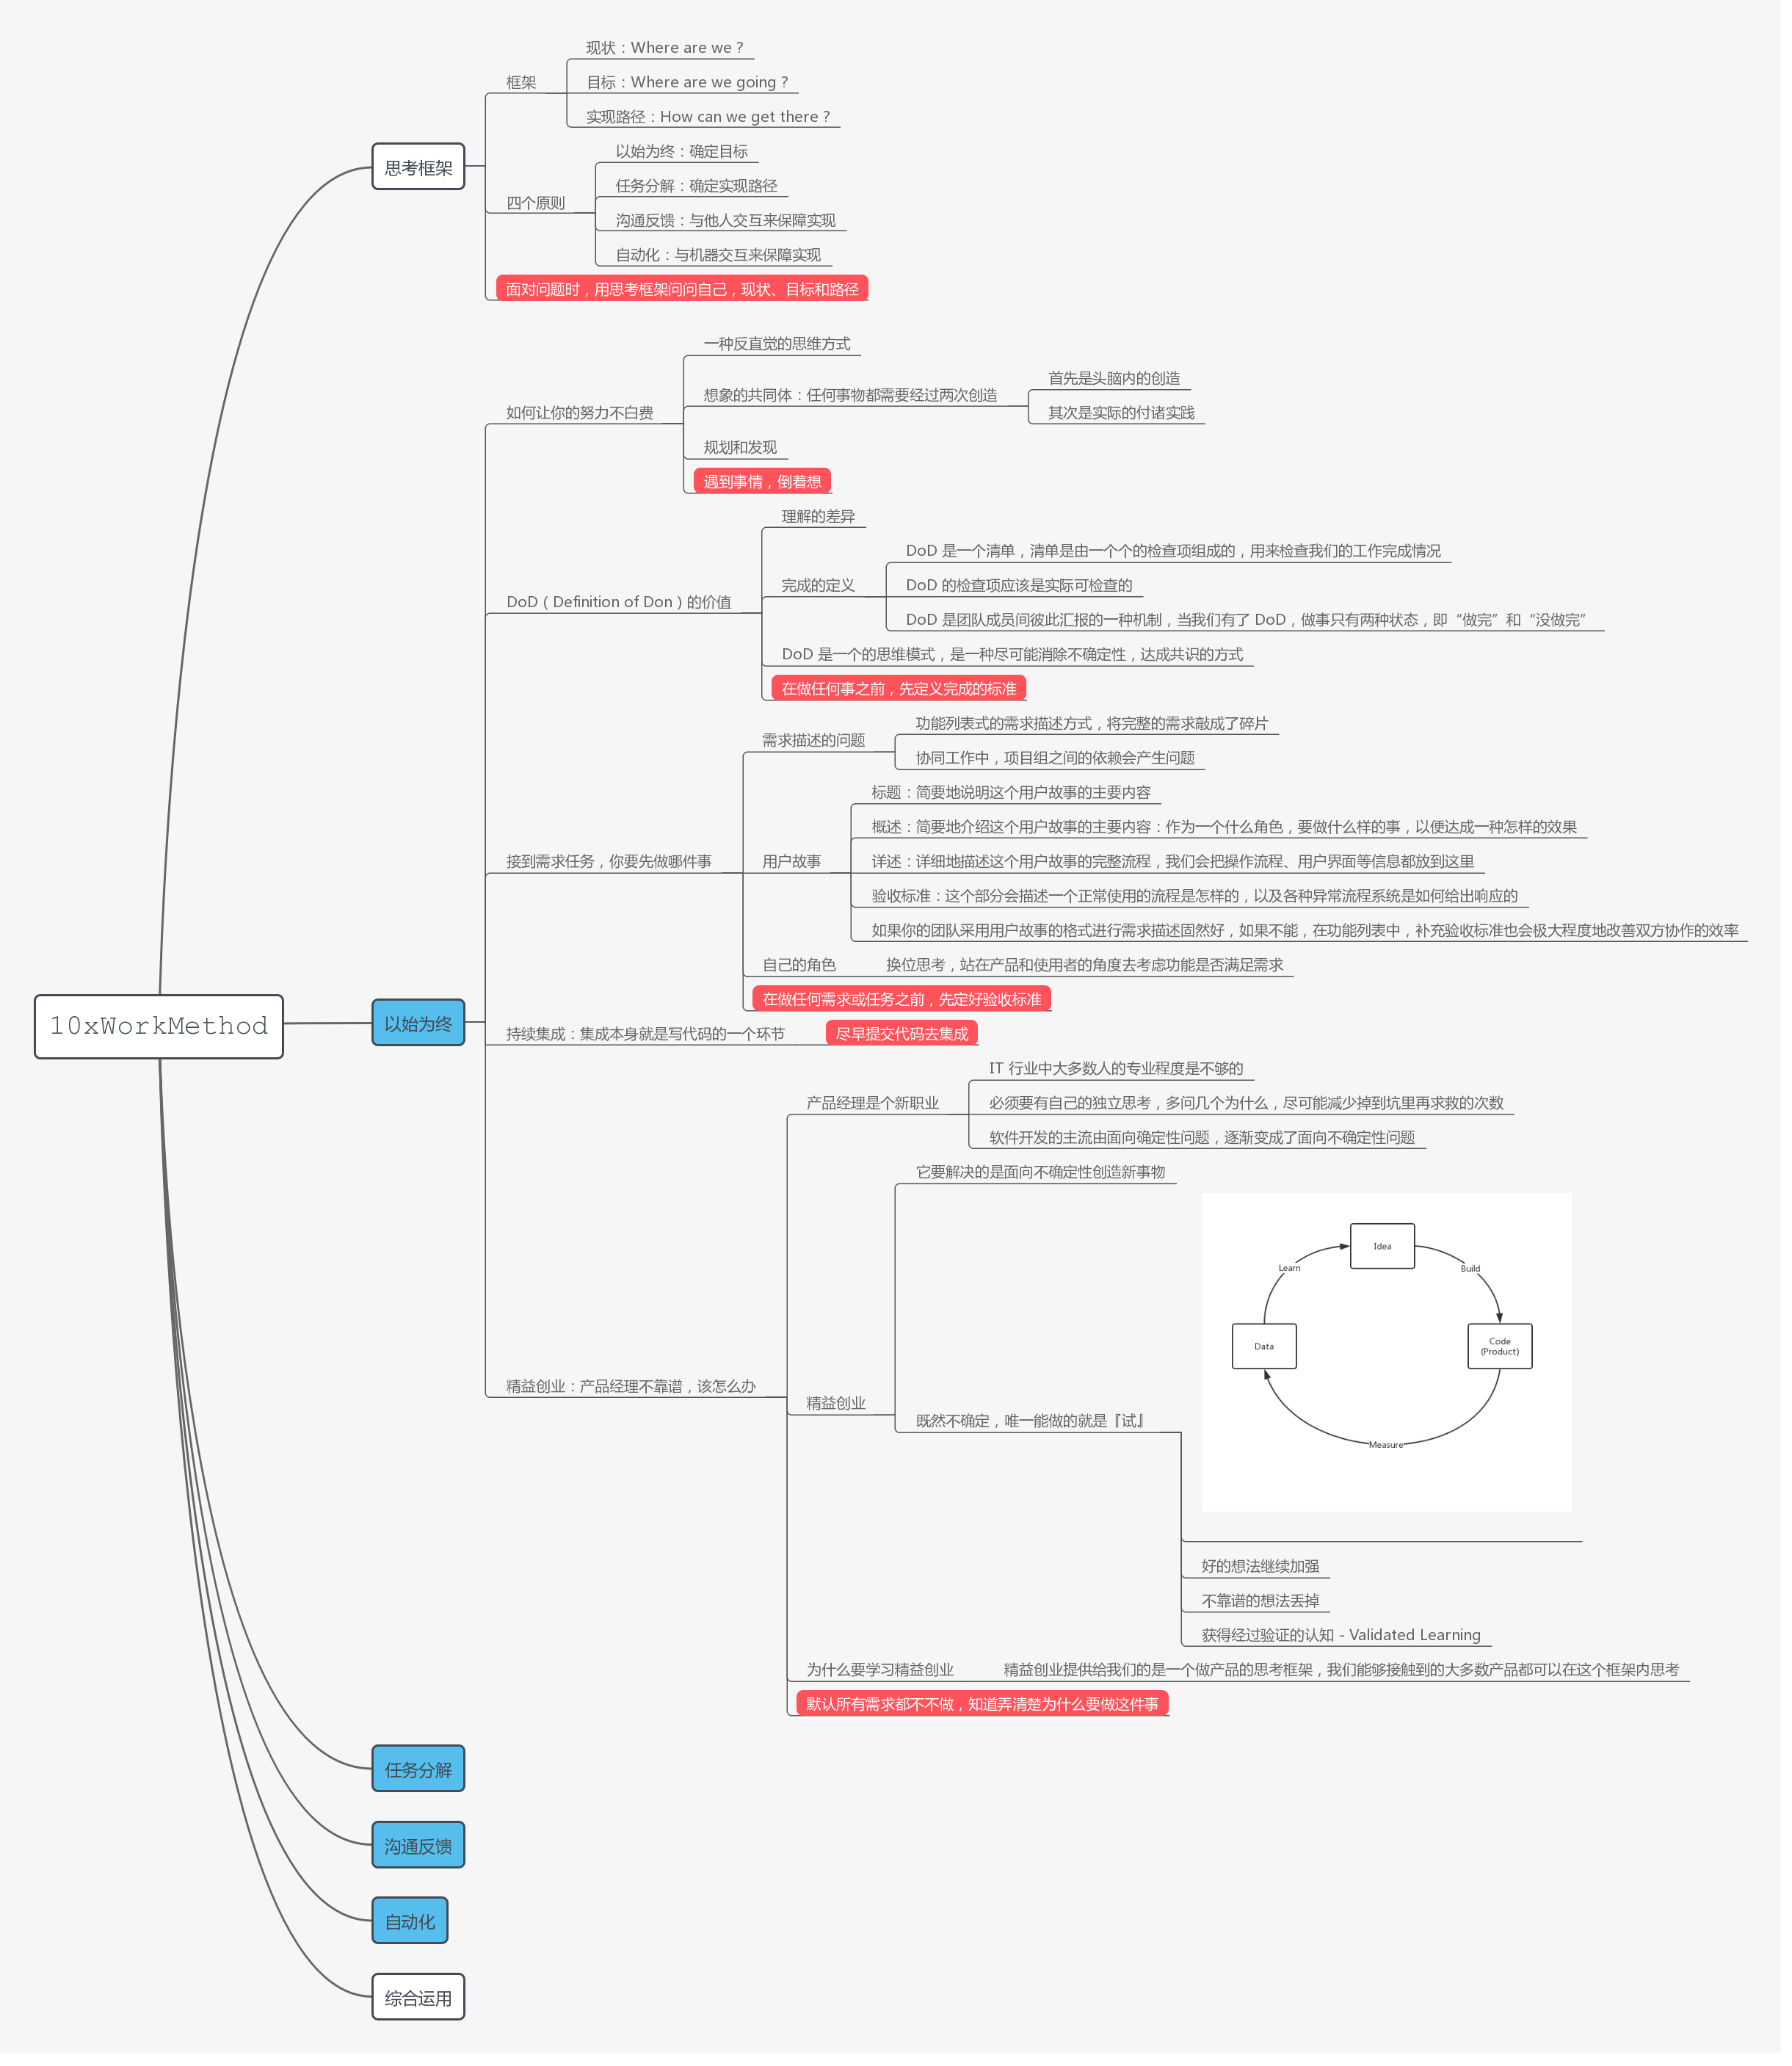 10xWorkMethod
思考框架
框架
现状：Where are we？
目标：Where are we going？
实现路径：How can we get there？
四个原则
以始为终：确定目标
任务分解：确定实现路径
沟通反馈：与他人交互来保障实现
自动化：与机器交互来保障实现
面对问题时，用思考框架问问自己，现状、目标和路径
以始为终
如何让你的努力不白费
一种反直觉的思维方式
想象的共同体：任何事物都需要经过两次创造
首先是头脑内的创造
其次是实际的付诸实践
规划和发现
遇到事情，倒着想
DoD（Definition of Don）的价值
理解的差异
完成的定义
DoD 是一个清单，清单是由一个个的检查项组成的，用来检查我们的工作完成情况
DoD 的检查项应该是实际可检查的
DoD 是团队成员间彼此汇报的一种机制，当我们有了 DoD，做事只有两种状态，即“做完”和“没做完”
DoD 是一个的思维模式，是一种尽可能消除不确定性，达成共识的方式
在做任何事之前，先定义完成的标准
接到需求任务，你要先做哪件事
需求描述的问题
功能列表式的需求描述方式，将完整的需求敲成了碎片
协同工作中，项目组之间的依赖会产生问题
用户故事
标题：简要地说明这个用户故事的主要内容
概述：简要地介绍这个用户故事的主要内容：作为一个什么角色，要做什么样的事，以便达成一种怎样的效果
详述：详细地描述这个用户故事的完整流程，我们会把操作流程、用户界面等信息都放到这里
验收标准：这个部分会描述一个正常使用的流程是怎样的，以及各种异常流程系统是如何给出响应的
如果你的团队采用用户故事的格式进行需求描述固然好，如果不能，在功能列表中，补充验收标准也会极大程度地改善双方协作的效率
自己的角色
换位思考，站在产品和使用者的角度去考虑功能是否满足需求
在做任何需求或任务之前，先定好验收标准
持续集成：集成本身就是写代码的一个环节
尽早提交代码去集成
精益创业：产品经理不靠谱，该怎么办
产品经理是个新职业
IT 行业中大多数人的专业程度是不够的
必须要有自己的独立思考，多问几个为什么，尽可能减少掉到坑里再求救的次数
软件开发的主流由面向确定性问题，逐渐变成了面向不确定性问题
精益创业
它要解决的是面向不确定性创造新事物
既然不确定，唯一能做的就是『试』
Idea
Learn
Build
Data
Code
(Product)
Measure
好的想法继续加强
不靠谱的想法丢掉
获得经过验证的认知 - Validated Learning
为什么要学习精益创业
精益创业提供给我们的是一个做产品的思考框架，我们能够接触到的大多数产品都可以在这个框架内思考
默认所有需求都不不做，知道弄清楚为什么要做这件事
任务分解
沟通反馈
自动化
综合运用